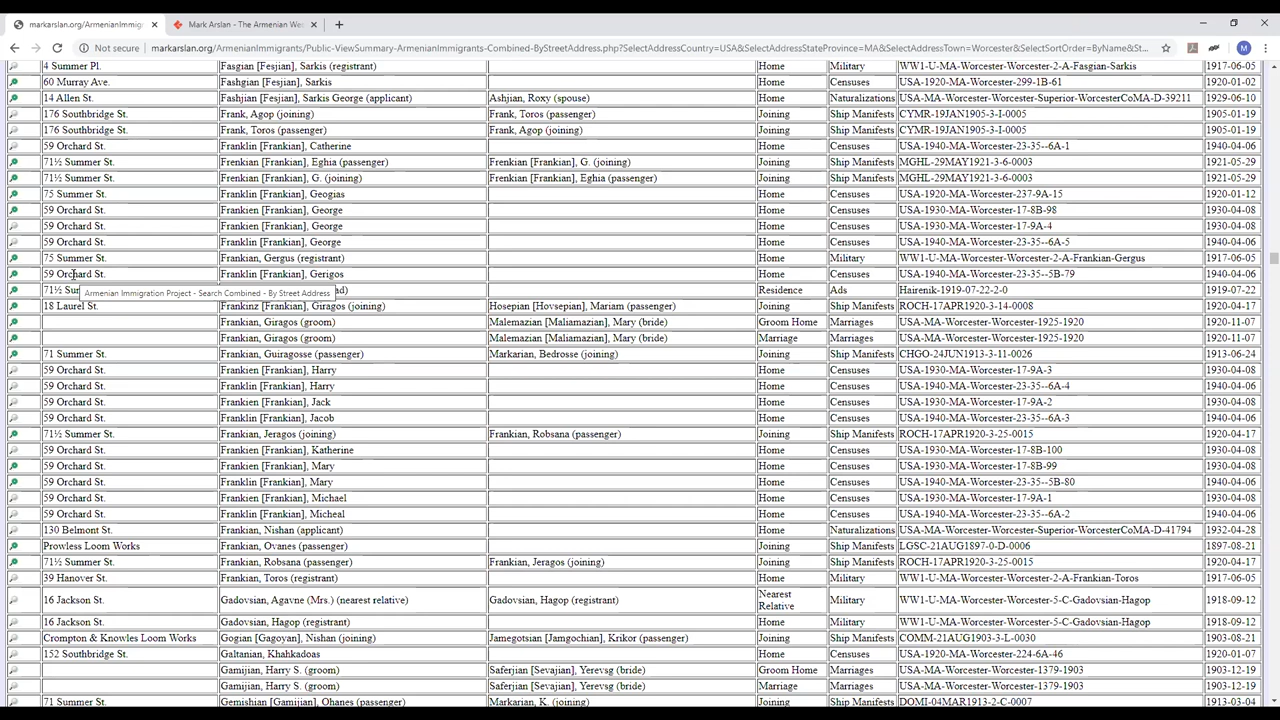 markarslan.org/ArmenianImmig
Mark Arslan - The Armenian We
Not secure markarslan.org/ArmenianImmigrants/Public-ViewSummary-ArmenianImmigrants-Combined-ByStreetAddress.php?SelectAddressCountry=USA&SelectAddressStateProvince=MA&SelectAddressTown=Worcester&SelectSortOrder=ByName&St...
M
4 Summer Pl. Fasgian [Fesjian], Sarkis (registrant) Home Military WW1-U-MA-Worcester-Worcester-2-A-Fasgian-Sarkis 1917-06-05
60 Murray Ave. Fashgian [Fesjian], Sarkis Home Censuses USA-1920-MA-Worcester-299-1B-61 1920-01-02
14 Allen St. Fashjian [Fesjian], Sarkis George (applicant) Ashjian, Roxy (spouse) Home Naturalizations USA-MA-Worcester-Worcester-Superior-WorcesterCoMA-D-39211 1929-06-10
176 Southbridge St. Frank, Agop (joining) Frank, Toros (passenger) Joining Ship Manifests CYMR-19JAN1905-3-I-0005 1905-01-19
176 Southbridge St. Frank, Toros (passenger) Frank, Agop (joining) Joining Ship Manifests CYMR-19JAN1905-3-I-0005 1905-01-19
59 Orchard St. Franklin [Frankian], Catherine Home Censuses USA-1940-MA-Worcester-23-35--6A-1 1940-04-06
71½ Summer St. Frenkian [Frankian], Eghia (passenger) Frenkian [Frankian], G. (joining) Joining Ship Manifests MGHL-29MAY1921-3-6-0003 1921-05-29
71½ Summer St. Frenkian [Frankian], G. (joining) Frenkian [Frankian], Eghia (passenger) Joining Ship Manifests MGHL-29MAY1921-3-6-0003 1921-05-29
75 Summer St. Franklin [Frankian], Geogias Home Censuses USA-1920-MA-Worcester-237-9A-15 1920-01-12
59 Orchard St. Frankien [Frankian], George Home Censuses USA-1930-MA-Worcester-17-8B-98 1930-04-08
59 Orchard St. Frankien [Frankian], George Home Censuses USA-1930-MA-Worcester-17-9A-4 1930-04-08
59 Orchard St. Franklin [Frankian], George Home Censuses USA-1940-MA-Worcester-23-35--6A-5 1940-04-06
75 Summer St. Frankian, Gergus (registrant) Home Military WW1-U-MA-Worcester-Worcester-2-A-Frankian-Gergus 1917-06-05
59 Orchard St. Franklin [Frankian], Gerigos Home Censuses USA-1940-MA-Worcester-23-35--5B-79 1940-04-06
71½ Su Armenian Immigration Project - Search Combined - By Street Address ad) Residence Ads Hairenik-1919-07-22-2-0 1919-07-22
18 Laurel St. Frankinz [Frankian], Giragos (joining) Hosepian [Hovsepian], Mariam (passenger) Joining Ship Manifests ROCH-17APR1920-3-14-0008 1920-04-17
Frankian, Giragos (groom) Malemazian [Maliamazian], Mary (bride) Groom Home Marriages USA-MA-Worcester-Worcester-1925-1920 1920-11-07
Frankian, Giragos (groom) Malemazian [Maliamazian], Mary (bride) Marriage Marriages USA-MA-Worcester-Worcester-1925-1920 1920-11-07
71 Summer St. Frankian, Guiragosse (passenger) Markarian, Bedrosse (joining) Joining Ship Manifests CHGO-24JUN1913-3-11-0026 1913-06-24
59 Orchard St. Frankien [Frankian], Harry Home Censuses USA-1930-MA-Worcester-17-9A-3 1930-04-08
59 Orchard St. Franklin [Frankian], Harry Home Censuses USA-1940-MA-Worcester-23-35--6A-4 1940-04-06
59 Orchard St. Frankien [Frankian], Jack Home Censuses USA-1930-MA-Worcester-17-9A-2 1930-04-08
59 Orchard St. Franklin [Frankian], Jacob Home Censuses USA-1940-MA-Worcester-23-35--6A-3 1940-04-06
71½ Summer St. Frankian, Jeragos (joining) Frankian, Robsana (passenger) Joining Ship Manifests ROCH-17APR1920-3-25-0015 1920-04-17
59 Orchard St. Frankien [Frankian], Katherine Home Censuses USA-1930-MA-Worcester-17-8B-100 1930-04-08
59 Orchard St. Frankien [Frankian], Mary Home Censuses USA-1930-MA-Worcester-17-8B-99 1930-04-08
59 Orchard St. Franklin [Frankian], Mary Home Censuses USA-1940-MA-Worcester-23-35--5B-80 1940-04-06
59 Orchard St. Frankien [Frankian], Michael Home Censuses USA-1930-MA-Worcester-17-9A-1 1930-04-08
59 Orchard St. Franklin [Frankian], Micheal Home Censuses USA-1940-MA-Worcester-23-35--6A-2 1940-04-06
130 Belmont St. Frankian, Nishan (applicant) Home Naturalizations USA-MA-Worcester-Worcester-Superior-WorcesterCoMA-D-41794 1932-04-28
Prowless Loom Works Frankian, Ovanes (passenger) Joining Ship Manifests LGSC-21AUG1897-0-D-0006 1897-08-21
71½ Summer St. Frankian, Robsana (passenger) Frankian, Jeragos (joining) Joining Ship Manifests ROCH-17APR1920-3-25-0015 1920-04-17
39 Hanover St. Frankian, Toros (registrant) Home Military WW1-U-MA-Worcester-Worcester-2-A-Frankian-Toros 1917-06-05
16 Jackson St. Gadovsian, Agavne (Mrs.) (nearest relative) Gadovsian, Hagop (registrant) Nearest Relative Military WW1-U-MA-Worcester-Worcester-5-C-Gadovsian-Hagop 1918-09-12
16 Jackson St. Gadovsian, Hagop (registrant) Home Military WW1-U-MA-Worcester-Worcester-5-C-Gadovsian-Hagop 1918-09-12
Crompton & Knowles Loom Works Gogian [Gagoyan], Nishan (joining) Jamegotsian [Jamgochian], Krikor (passenger) Joining Ship Manifests COMM-21AUG1903-3-L-0030 1903-08-21
152 Southbridge St. Galtanian, Khahkadoas Home Censuses USA-1920-MA-Worcester-224-6A-46 1920-01-07
Gamijian, Harry S. (groom) Saferjian [Sevajian], Yerevsg (bride) Groom Home Marriages USA-MA-Worcester-Worcester-1379-1903 1903-12-19
Gamijian, Harry S. (groom) Saferjian [Sevajian], Yerevsg (bride) Marriage Marriages USA-MA-Worcester-Worcester-1379-1903 1903-12-19
71 Summer St. Gemishian [Gamijian], Ohanes (passenger) Markarian, K. (joining) Joining Ship Manifests DOMI-04MAR1913-2-C-0007 1913-03-04